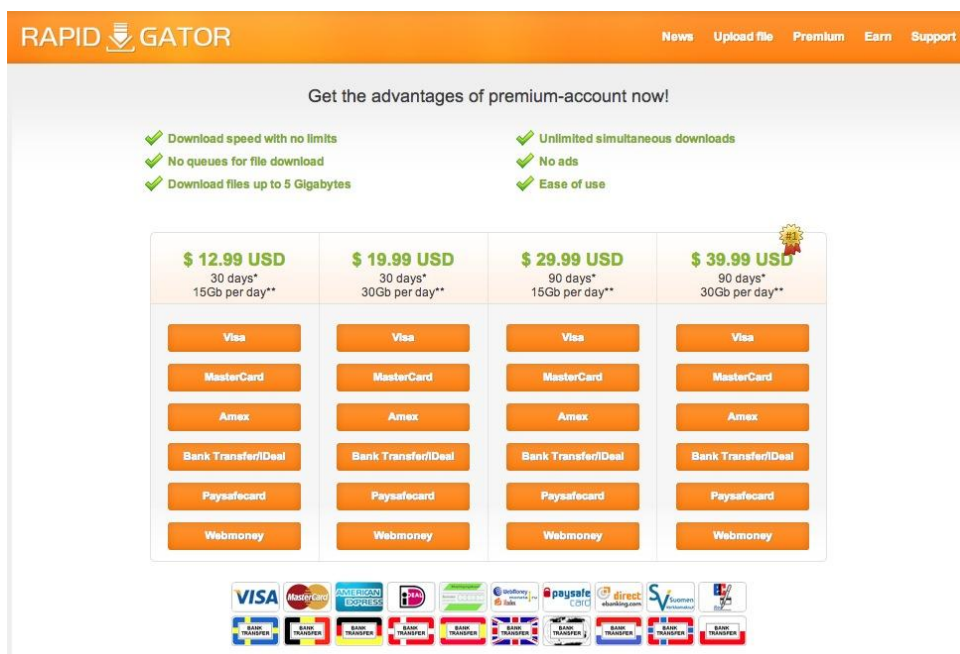 RAPID GATOR
News Upload file Premium Earn Support
Get the advantages of premium-account now!
Download speed with no limits
No queues for file download
Download files up to 5 Gigabytes
Unlimited simultaneous downloads
No ads
Ease of use
$ 12.99 USD
30 days*
15Gb per day**
Visa
MasterCard
Amex
Bank Transfer/IDeal
Paysafecard
Webmoney
$ 19.99 USD
30 days*
30Gb per day**
Visa
MasterCard
Amex
Bank Transfer/IDeal
Paysafecard
Webmoney
$ 29.99 USD
90 days*
15Gb per day**
Visa
MasterCard
Amex
Bank Transfer/IDeal
Paysafecard
Webmoney
#1
$ 39.99 USD
90 days*
30Gb per day**
Visa
MasterCard
Amex
Bank Transfer/IDeal
Paysafecard
Webmoney
VISA MasterCard AMERICAN EXPRESS iDEAL WebMoney paysafe card direct ebanking.com Suomen
BANK TRANSFER BANK TRANSFER BANK TRANSFER BANK TRANSFER BANK TRANSFER BANK TRANSFER BANK TRANSFER BANK TRANSFER BANK TRANSFER BANK TRANSFER